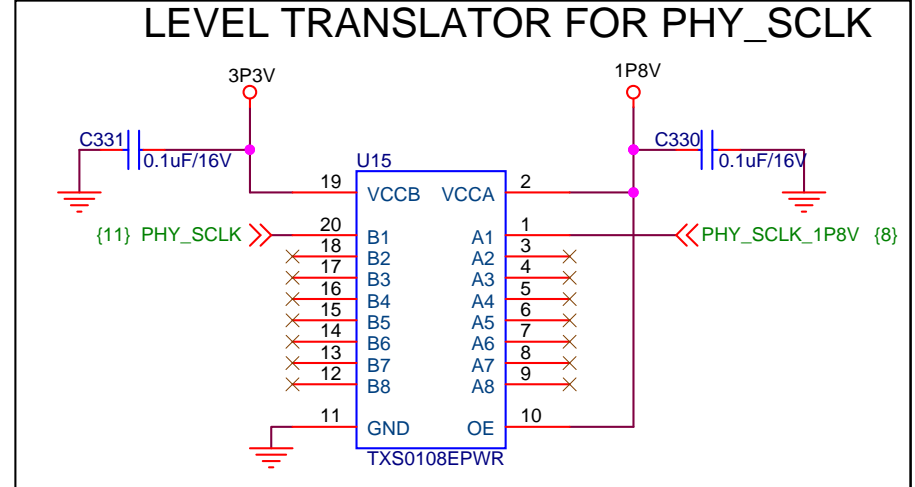 LEVEL TRANSLATOR FOR PHY_SCLK
3P3V
1P8V
C331
0.1uF/16V
C330
0.1uF/16V
U15
19 VCCB VCCA 2
{11} PHY_SCLK 20 B1 A1 1 PHY_SCLK_1P8V {8}
18 B2 A2 3
17 B3 A3 4
16 B4 A4 5
15 B5 A5 6
14 B6 A6 7
13 B7 A7 8
12 B8 A8 9
11 GND OE 10
TXS0108EPWR